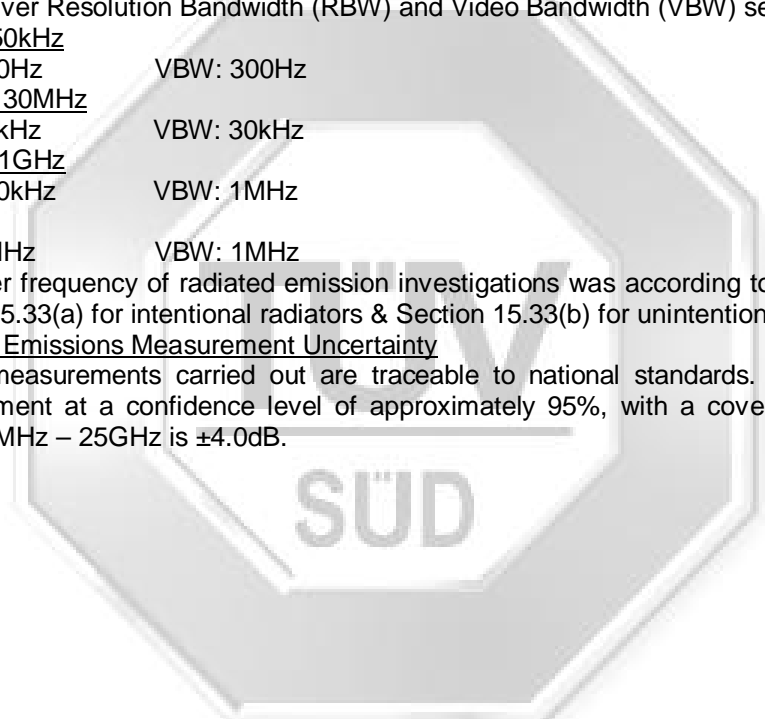 ver Resolution Bandwidth (RBW) and Video Bandwidth (VBW) se
50kHz
0Hz VBW: 300Hz
30MHz
kHz VBW: 30kHz
1GHz
0kHz VBW: 1MHz
MHz VBW: 1MHz
er frequency of radiated emission investigations was according to
5.33(a) for intentional radiators & Section 15.33(b) for unintention
Emissions Measurement Uncertainty
measurements carried out are traceable to national standards.
ment at a confidence level of approximately 95%, with a cove
MHz – 25GHz is ±4.0dB.
TÜV
SÜD